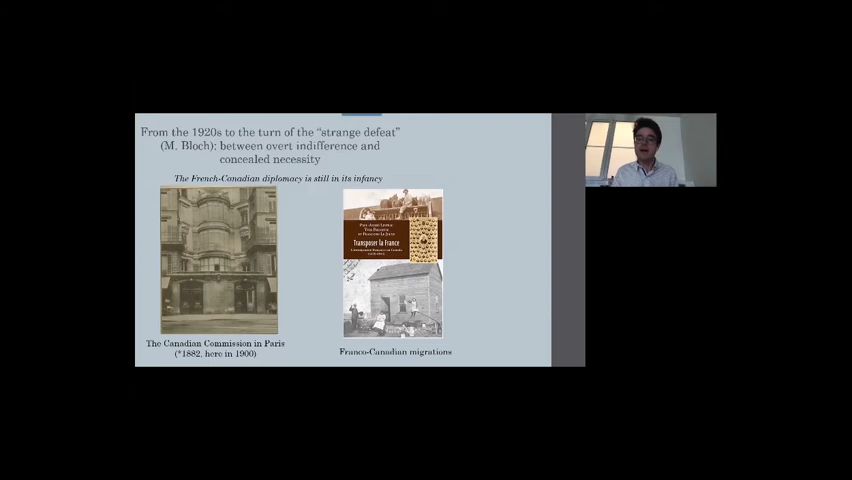 From the 1920s to the turn of the "strange defeat"
(M. Bloch): between overt indifference and
concealed necessity
The French-Canadian diplomacy is still in its infancy
Transposer la France
The Canadian Commission in Paris
(*1882, here in 1900)
Franco-Canadian migrations